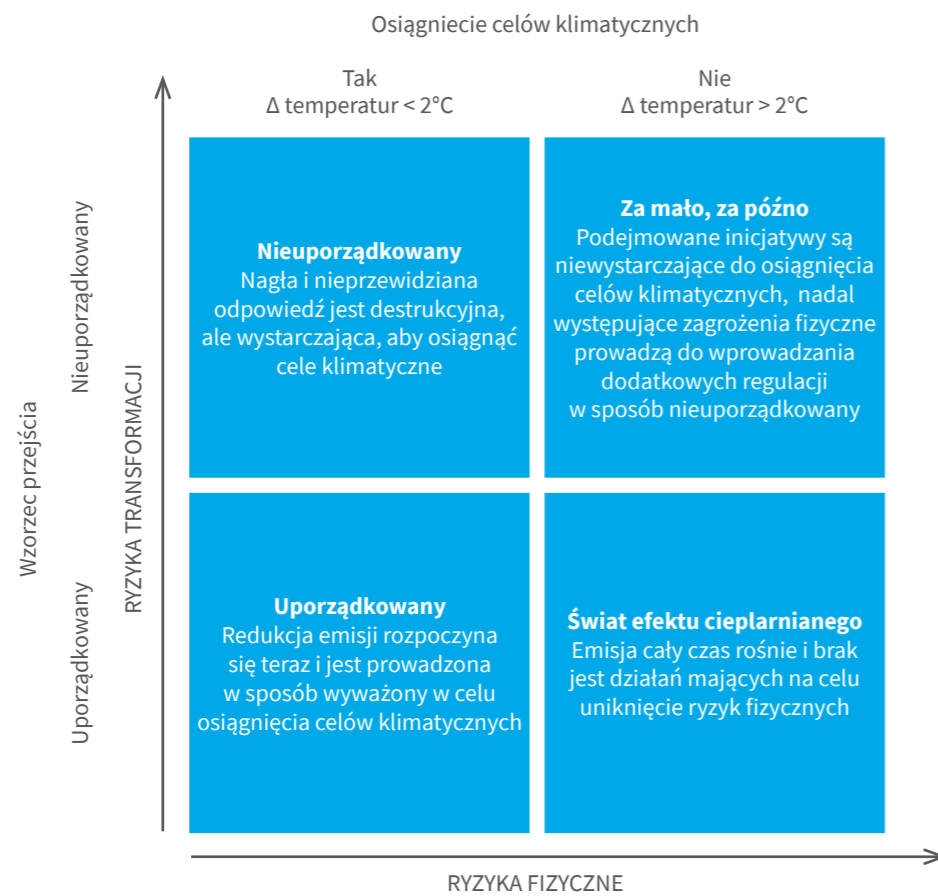 Osiągniecie celów klimatycznych
Tak
Δ temperatur < 2°C
Nie
Δ temperatur > 2°C
Wzorzec przejścia
Nieuporządkowany
Uporządkowany
RYZYKA TRANSFORMACJI
Nieuporządkowany
Nagła i nieprzewidziana
odpowiedź jest destrukcyjna,
ale wystarczająca, aby osiągnąć
cele klimatyczne
Za mało, za późno
Podejmowane inicjatywy są
niewystarczające do osiągnięcia
celów klimatycznych, nadal
występujące zagrożenia fizyczne
prowadzą do wprowadzania
dodatkowych regulacji
w sposób nieuporządkowany
Uporządkowany
Redukcja emisji rozpoczyna
się teraz i jest prowadzona
w sposób wyważony w celu
osiągnięcia celów klimatycznych
Świat efektu cieplarnianego
Emisja cały czas rośnie i brak
jest działań mających na celu
uniknięcie ryzyk fizycznych
RYZYKA FIZYCZNE